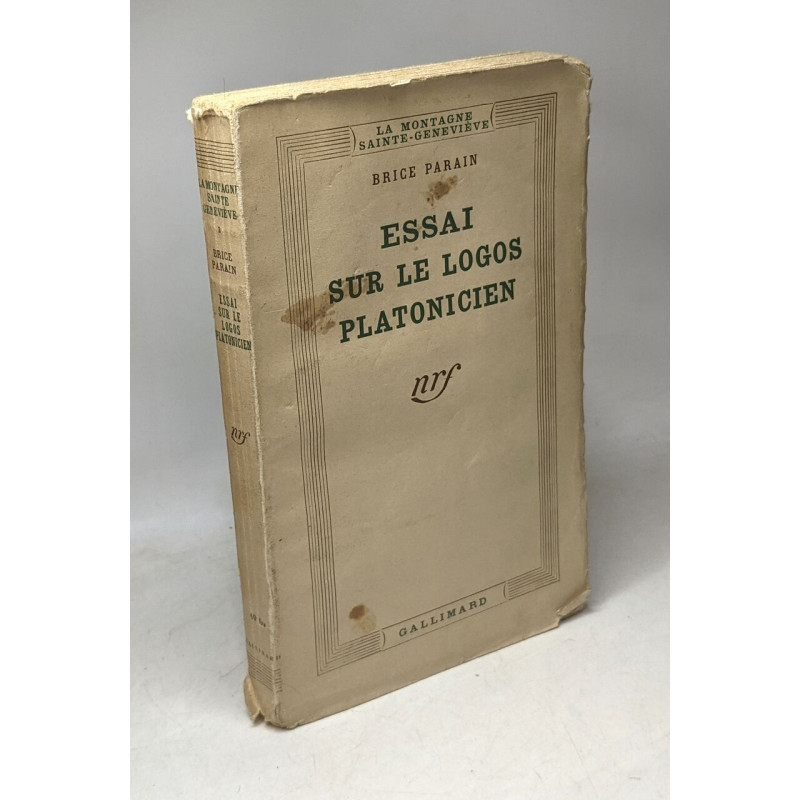 LA MONTAGNE
SAINTE-GENEVIÈVE
BRICE PARAIN
ESSAI
SUR LE LOGOS
PLATONICIEN
nrf
GALLIMARD
LA MONTAGNE
SAINTE
GENEVIÈVE
BRICE
PARAIN
ESSAI
SUR LE
LOGOS
PLATONICIEN
nrf